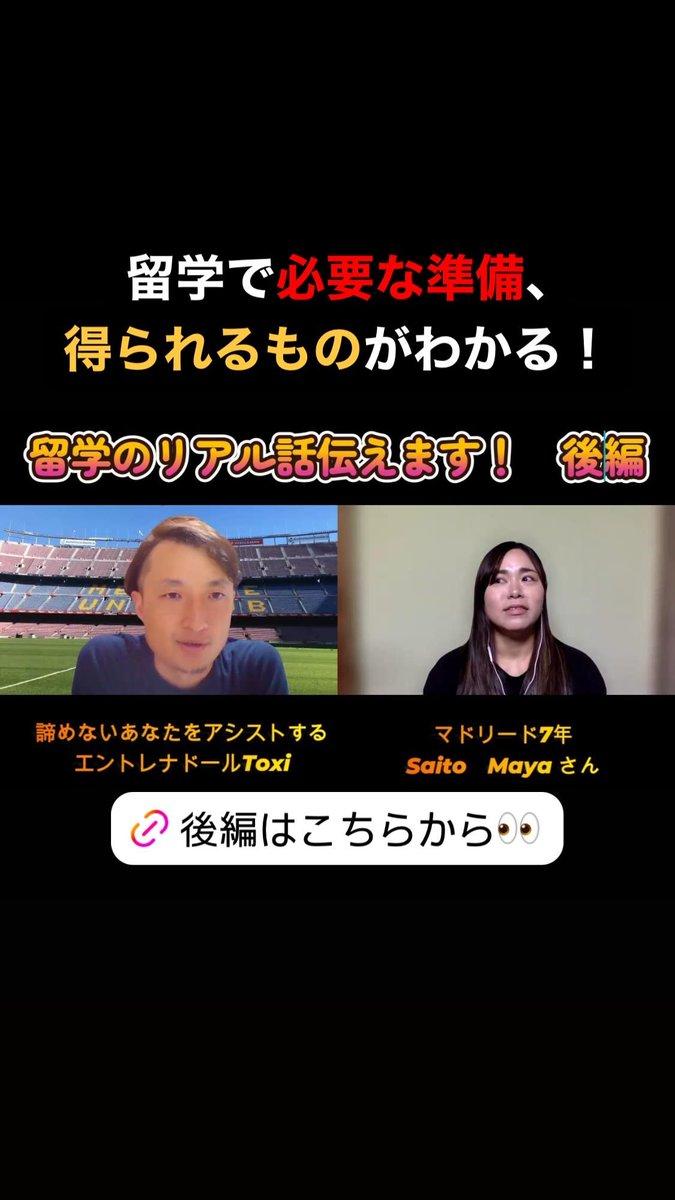 留学で必要な準備、
得られるものがわかる！
留学のリアル話伝えます！　後編
諦めないあなたをアシストする
エントレナドールToxi
マドリード7年
Saito Maya さん
後編はこちらから👀